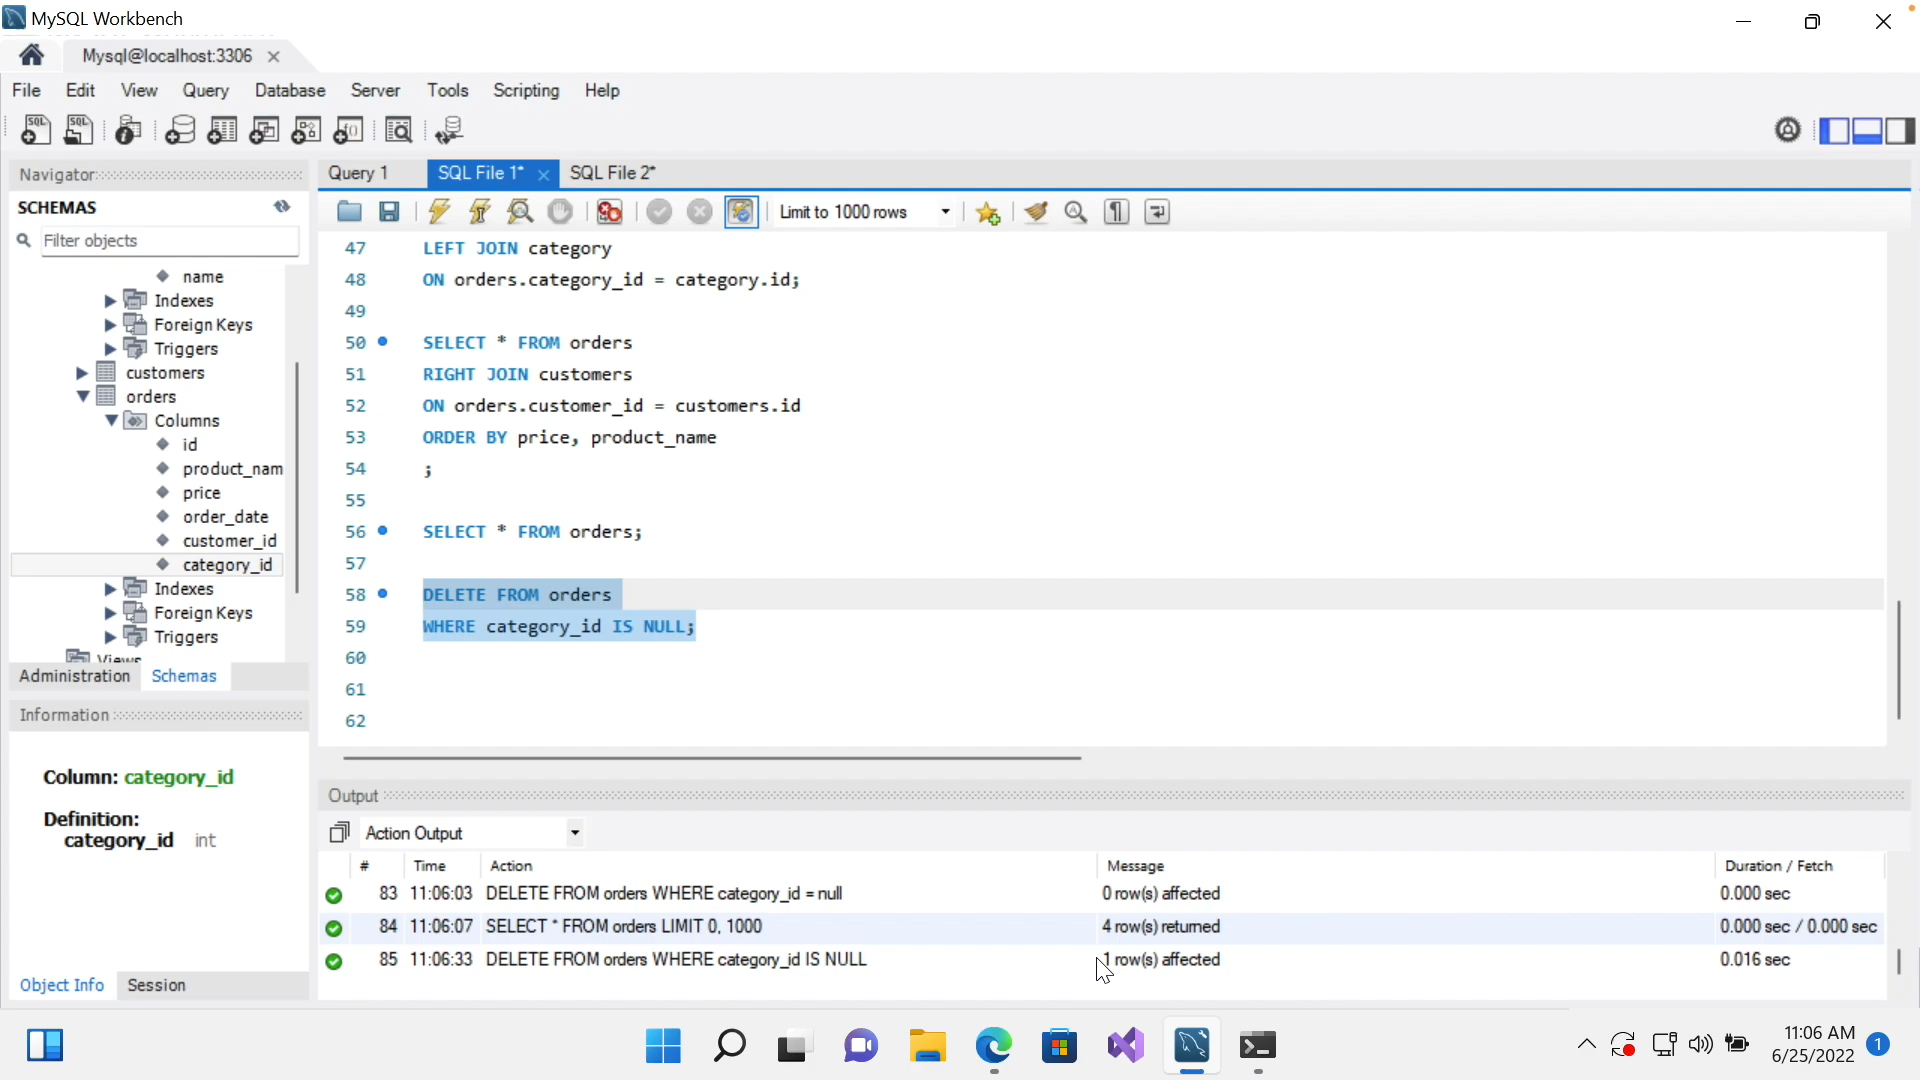 MySQL Workbench
Mysql@localhost:3306
File Edit View Query Database Server Tools Scripting Help
Navigator
SCHEMAS
Filter objects
name
Indexes
Foreign Keys
Triggers
customers
orders
Columns
id
product_nam
price
order_date
customer_id
category_id
Indexes
Foreign Keys
Triggers
Views
Administration Schemas
Information
Column: category_id
Definition:
category_id int
Object Info Session
Query 1 SQL File 1* SQL File 2*
Limit to 1000 rows
47 LEFT JOIN category
48 ON orders.category_id = category.id;
49
50 SELECT * FROM orders
51 RIGHT JOIN customers
52 ON orders.customer_id = customers.id
53 ORDER BY price, product_name
54 ;
55
56 SELECT * FROM orders;
57
58 DELETE FROM orders
59 WHERE category_id IS NULL;
60
61
62
Output
Action Output
# Time Action Message Duration / Fetch
83 11:06:03 DELETE FROM orders WHERE category_id = null 0 row(s) affected 0.000 sec
84 11:06:07 SELECT * FROM orders LIMIT 0, 1000 4 row(s) returned 0.000 sec / 0.000 sec
85 11:06:33 DELETE FROM orders WHERE category_id IS NULL 1 row(s) affected 0.016 sec
11:06 AM
6/25/2022
1